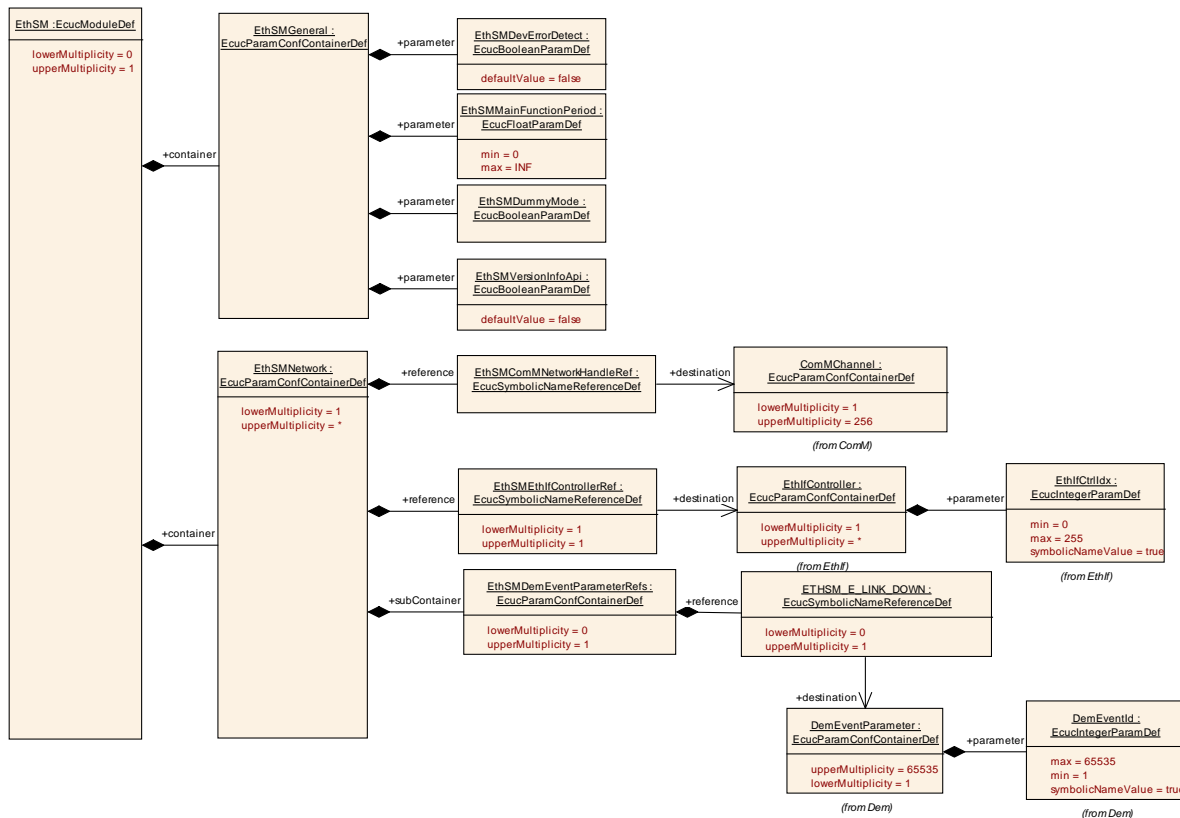 EthSM :EcucModuleDef
lowerMultiplicity = 0
upperMultiplicity = 1
+container
EthSMGeneral :
EcucParamConfContainerDef
+parameter
EthSMDevErrorDetect :
EcucBooleanParamDef
defaultValue = false
+parameter
EthSMMainFunctionPeriod :
EcucFloatParamDef
min = 0
max = INF
+parameter
EthSMDummyMode :
EcucBooleanParamDef
+parameter
EthSMVersionInfoApi :
EcucBooleanParamDef
defaultValue = false
+container
EthSMNetwork :
EcucParamConfContainerDef
lowerMultiplicity = 1
upperMultiplicity = *
+reference
EthSMComMNetworkHandleRef :
EcucSymbolicNameReferenceDef
+destination
ComMChannel :
EcucParamConfContainerDef
lowerMultiplicity = 1
upperMultiplicity = 256
(from ComM)
+reference
EthSMEthIfControllerRef :
EcucSymbolicNameReferenceDef
lowerMultiplicity = 1
upperMultiplicity = 1
+destination
EthIfController :
EcucParamConfContainerDef
lowerMultiplicity = 1
upperMultiplicity = *
(from EthIf)
+parameter
EthIfCtrlIdx :
EcucIntegerParamDef
min = 0
max = 255
symbolicNameValue = true
(from EthIf)
+subContainer
EthSMDemEventParameterRefs :
EcucParamConfContainerDef
lowerMultiplicity = 0
upperMultiplicity = 1
+reference
ETHSM_E_LINK_DOWN :
EcucSymbolicNameReferenceDef
lowerMultiplicity = 0
upperMultiplicity = 1
+destination
DemEventParameter :
EcucParamConfContainerDef
upperMultiplicity = 65535
lowerMultiplicity = 1
(from Dem)
+parameter
DemEventId :
EcucIntegerParamDef
max = 65535
min = 1
symbolicNameValue = true
(from Dem)